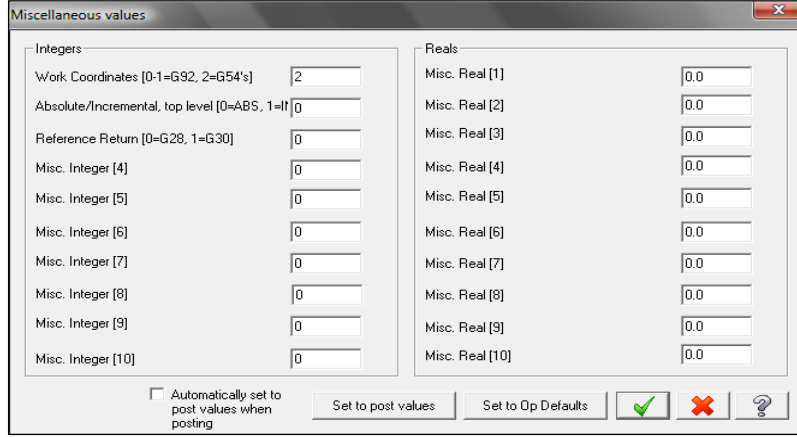 Miscellaneous values
Integers
Work Coordinates [0-1=G92, 2=G54's]
2
Absolute/Incremental, top level [0=ABS, 1=I
0
Reference Return [0=G28, 1=G30]
0
Misc. Integer [4]
0
Misc. Integer [5]
0
Misc. Integer [6]
0
Misc. Integer [7]
0
Misc. Integer [8]
0
Misc. Integer [9]
0
Misc. Integer [10]
0
Reals
Misc. Real [1]
0.0
Misc. Real [2]
0.0
Misc. Real [3]
0.0
Misc. Real [4]
0.0
Misc. Real [5]
0.0
Misc. Real [6]
0.0
Misc. Real [7]
0.0
Misc. Real [8]
0.0
Misc. Real [9]
0.0
Misc. Real [10]
0.0
Automatically set to
post values when
posting
Set to post values
Set to Op Defaults
?